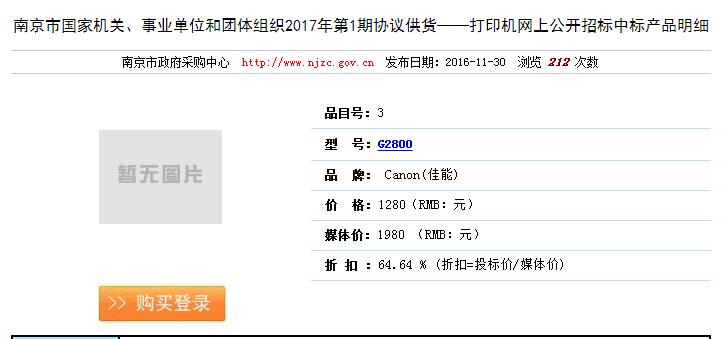 南京市国家机关、事业单位和团体组织2017年第1期协议供货——打印机网上公开招标中标产品明细
南京市政府采购中心 http://www.njzc.gov.cn 发布日期：2016-11-30 浏览 212 次数
品目号：3
型 号：G2800
暂无图片
品 牌： Canon(佳能)
价 格：1280（RMB：元）
媒体价：1980 （RMB：元）
折 扣 ：64.64 % (折扣=投标价/媒体价)
>> 购买登录